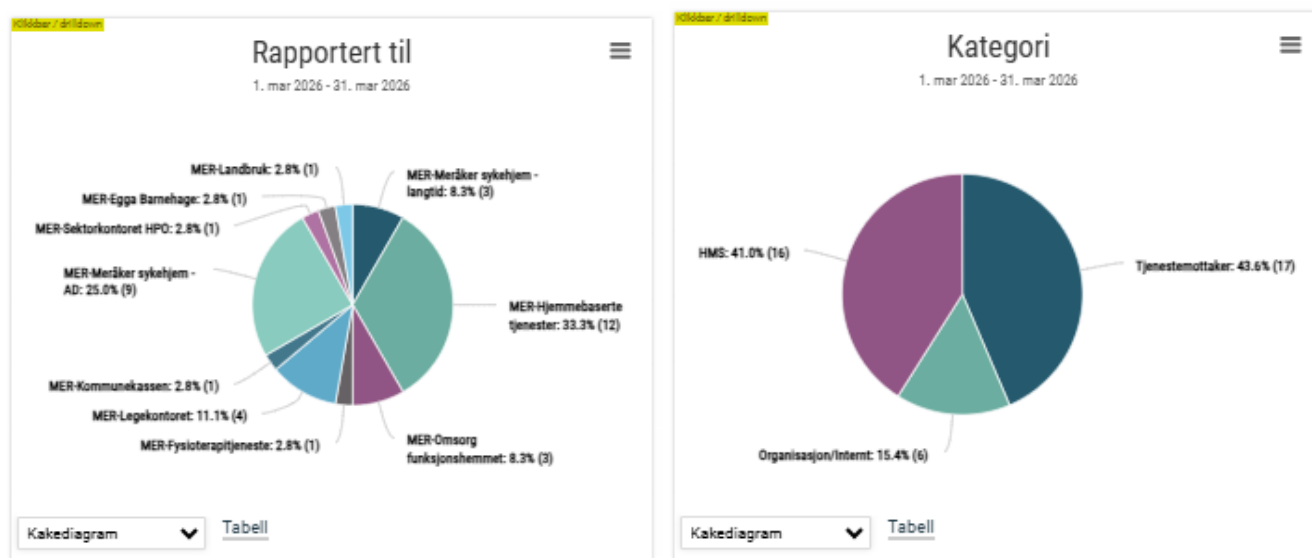 Klikkbar / drilldown
Rapportert til
1. mar 2026 - 31. mar 2026
MER-Landbruk: 2.8% (1)
MER-Egga Barnehage: 2.8% (1)
MER-Sektorkontoret HPO: 2.8% (1)
MER-Meråker sykehjem -
AD: 25.0% (9)
MER-Kommunekassen: 2.8% (1)
MER-Legekontoret: 11.1% (4)
MER-Fysioterapitjeneste: 2.8% (1)
MER-Meråker sykehjem -
langtid: 8.3% (3)
MER-Hjemmebaserte
tjenester: 33.3% (12)
MER-Omsorg
funksjonshemmet: 8.3% (3)
Kakediagram
Tabell
Klikkbar / drilldown
Kategori
1. mar 2026 - 31. mar 2026
HMS: 41.0% (16)
Tjenestemottaker: 43.6% (17)
Organisasjon/Internt: 15.4% (6)
Kakediagram
Tabell